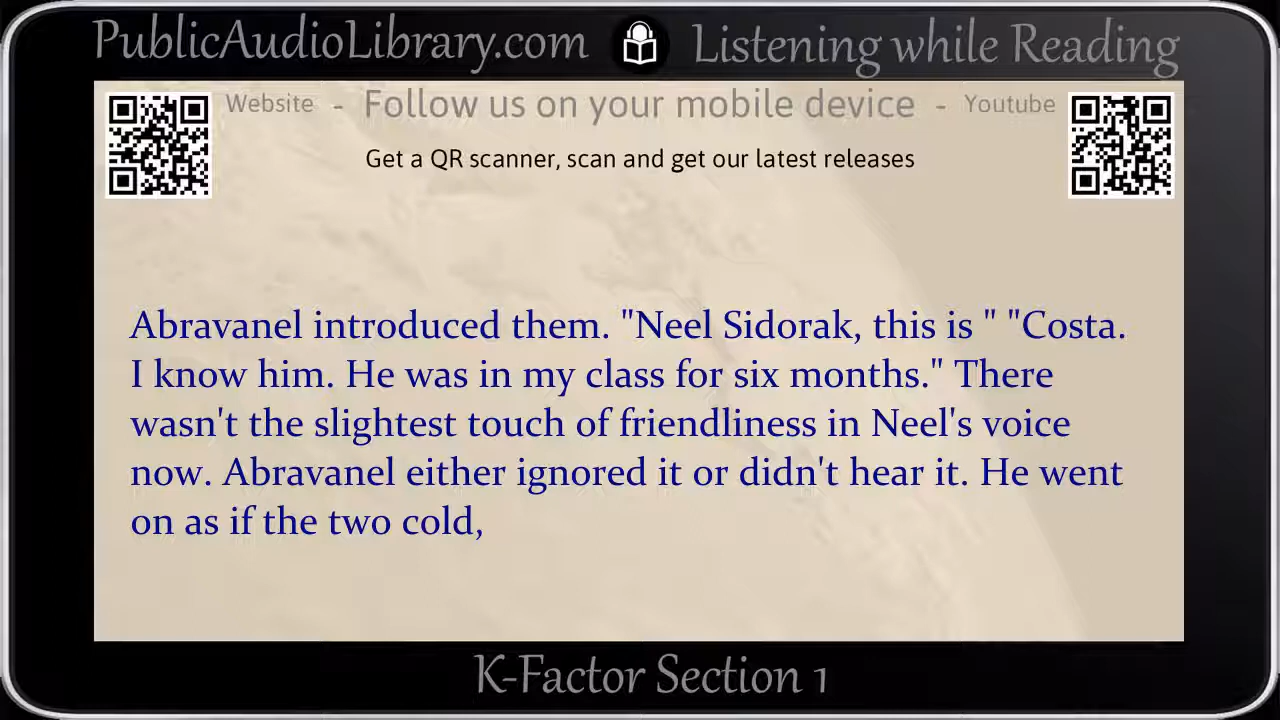 PublicAudioLibrary.com Listening while Reading
Website - Follow us on your mobile device - Youtube
Get a QR scanner, scan and get our latest releases
Abravanel introduced them. "Neel Sidorak, this is " "Costa.
I know him. He was in my class for six months." There
wasn't the slightest touch of friendliness in Neel's voice
now. Abravanel either ignored it or didn't hear it. He went
on as if the two cold,
K-Factor Section 1